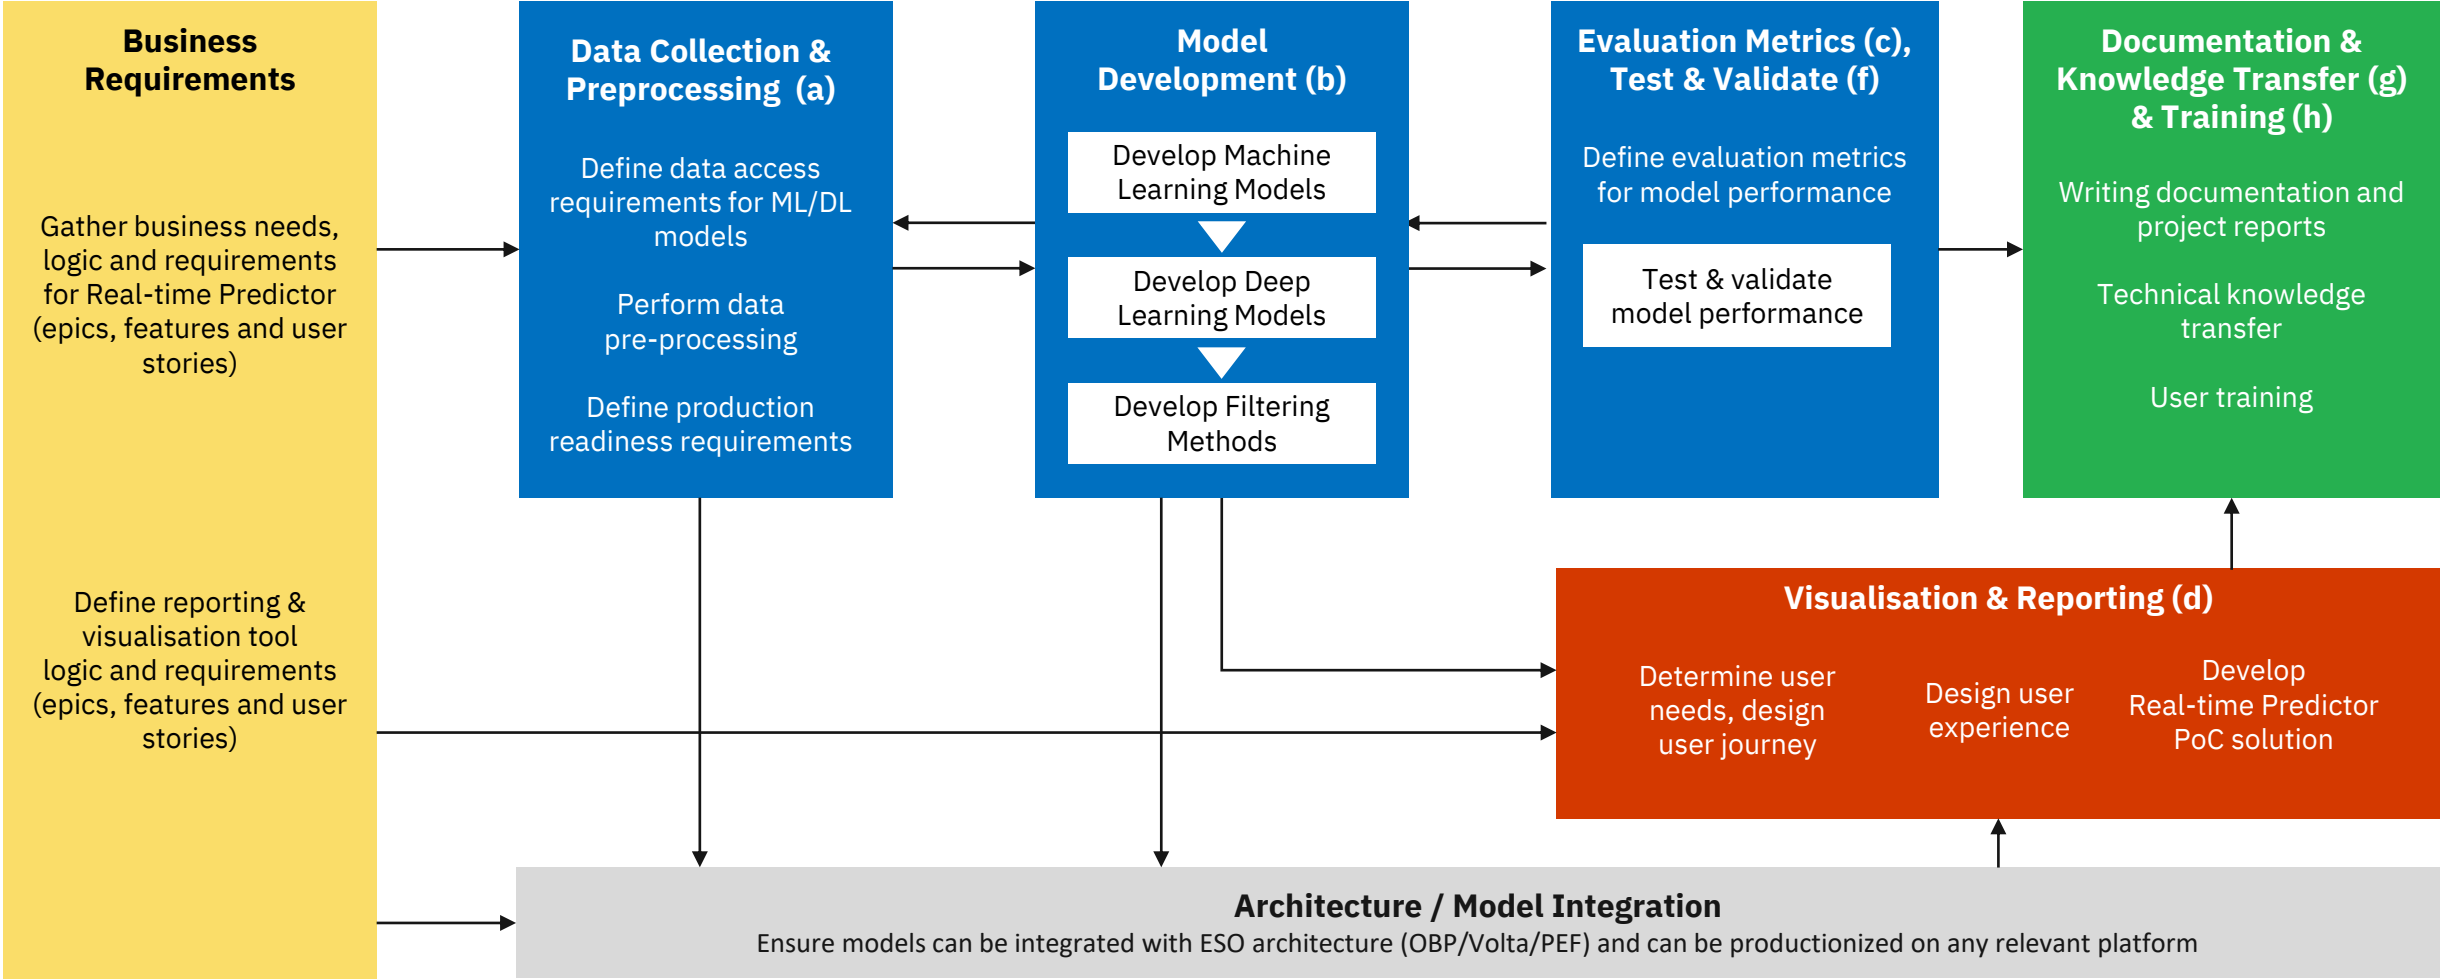 Business
Requirements
Gather business needs,
logic and requirements
for Real-time Predictor
(epics, features and user
stories)
Define reporting &
visualisation tool
logic and requirements
(epics, features and user
stories)
Data Collection &
Preprocessing (a)
Define data access
requirements for ML/DL
models
Perform data
pre-processing
Define production
readiness requirements
Model
Development (b)
Develop Machine
Learning Models
Develop Deep
Learning Models
Develop Filtering
Methods
Evaluation Metrics (c),
Test & Validate (f)
Define evaluation metrics
for model performance
Test & validate
model performance
Documentation &
Knowledge Transfer (g)
& Training (h)
Writing documentation and
project reports
Technical knowledge
transfer
User training
Visualisation & Reporting (d)
Determine user
needs, design
user journey
Design user
experience
Develop
Real-time Predictor
PoC solution
Architecture / Model Integration
Ensure models can be integrated with ESO architecture (OBP/Volta/PEF) and can be productionized on any relevant platform